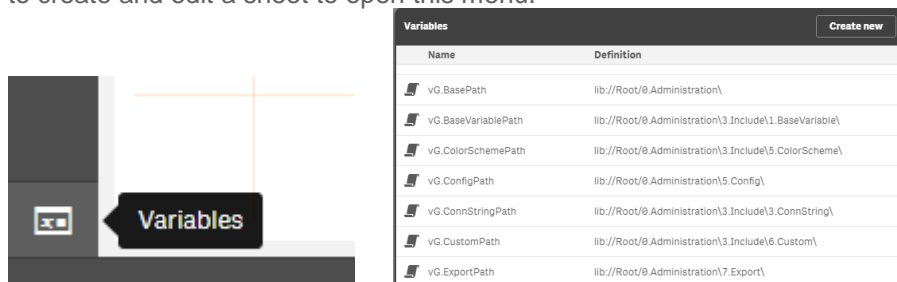 to create and edit a sheet to open this menu.
Variables
Create new
Name Definition
vG.BasePath lib://Root/0.Administration\
vG.BaseVariablePath lib://Root/0.Administration\3.Include\1.BaseVariable\
vG.ColorSchemePath lib://Root/0.Administration\3.Include\5.ColorScheme\
vG.ConfigPath lib://Root/0.Administration\5.Config\
vG.ConnStringPath lib://Root/0.Administration\3.Include\3.ConnString\
vG.CustomPath lib://Root/0.Administration\3.Include\6.Custom\
vG.ExportPath lib://Root/0.Administration\7.Export\
Variables